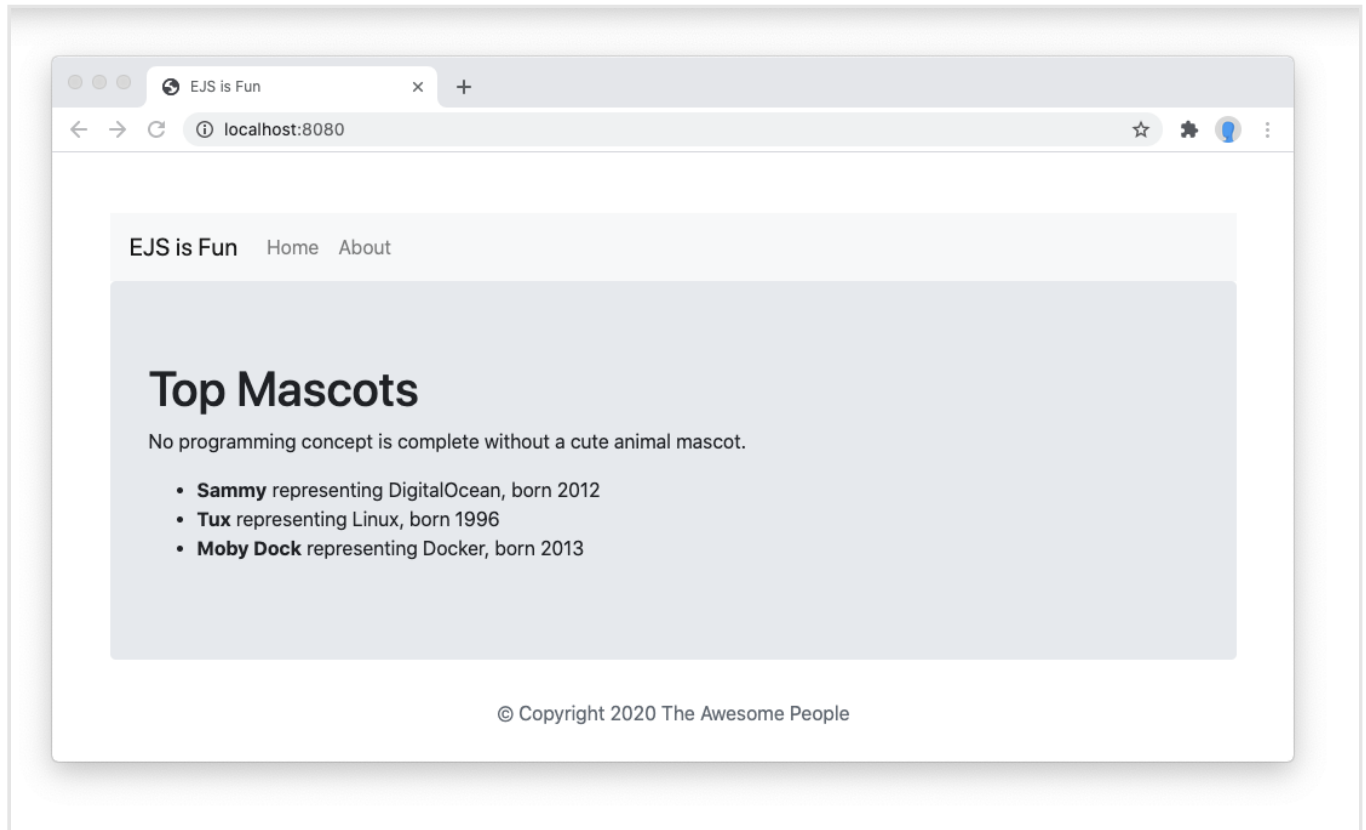 EJS is Fun
localhost:8080
EJS is Fun Home About
Top Mascots
No programming concept is complete without a cute animal mascot.
• Sammy representing DigitalOcean, born 2012
• Tux representing Linux, born 1996
• Moby Dock representing Docker, born 2013
© Copyright 2020 The Awesome People